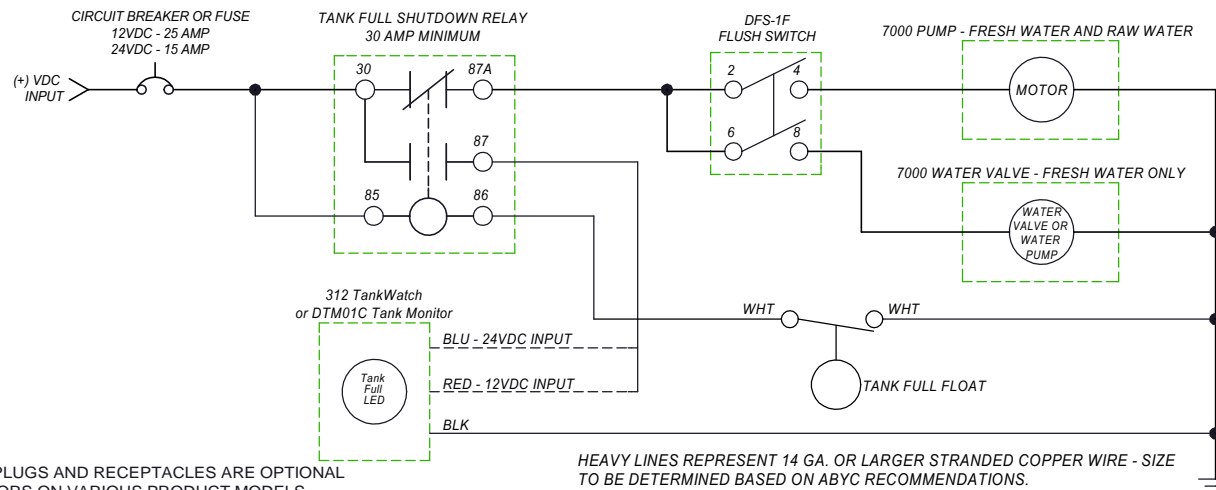 CIRCUIT BREAKER OR FUSE
12VDC - 25 AMP
24VDC - 15 AMP
(+) VDC
INPUT
TANK FULL SHUTDOWN RELAY
30 AMP MINIMUM
30
87A
87
85
86
DFS-1F
FLUSH SWITCH
2
4
6
8
7000 PUMP - FRESH WATER AND RAW WATER
MOTOR
7000 WATER VALVE - FRESH WATER ONLY
WATER
VALVE OR
WATER
PUMP
312 TankWatch
or DTM01C Tank Monitor
Tank
Full
LED
BLU - 24VDC INPUT
RED - 12VDC INPUT
BLK
WHT
WHT
TANK FULL FLOAT
PLUGS AND RECEPTACLES ARE OPTIONAL
ON VARIOUS PRODUCT MODELS
HEAVY LINES REPRESENT 14 GA. OR LARGER STRANDED COPPER WIRE - SIZE
TO BE DETERMINED BASED ON ABYC RECOMMENDATIONS.